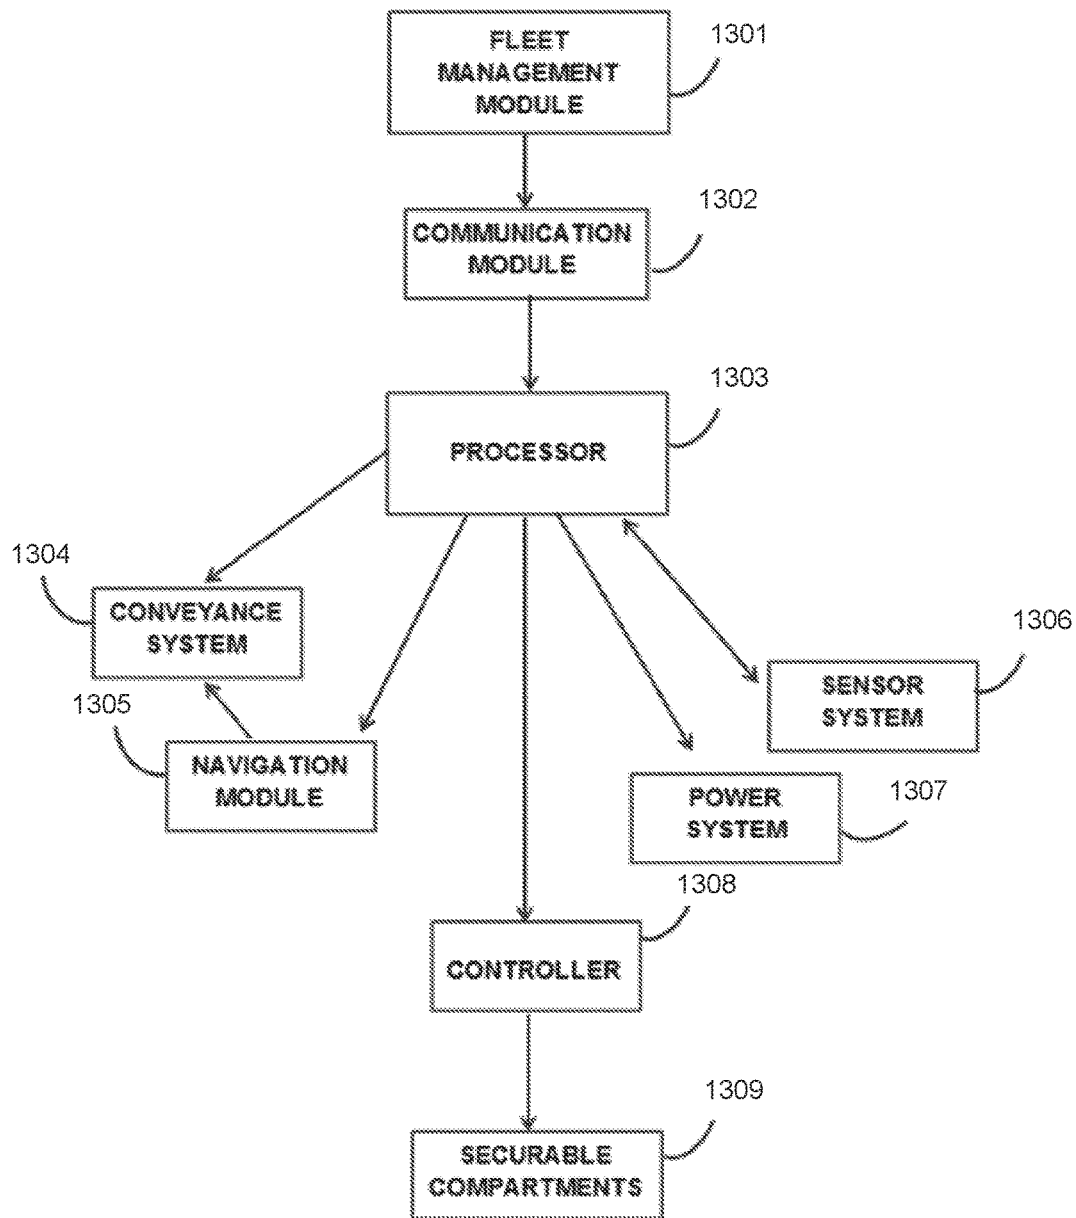 FLEET
MANAGEMENT
MODULE
1301
COMMUNICATION
MODULE
1302
PROCESSOR
1303
1304
CONVEYANCE
SYSTEM
1305
NAVIGATION
MODULE
1306
SENSOR
SYSTEM
1307
POWER
SYSTEM
1308
CONTROLLER
1309
SECURABLE
COMPARTMENTS